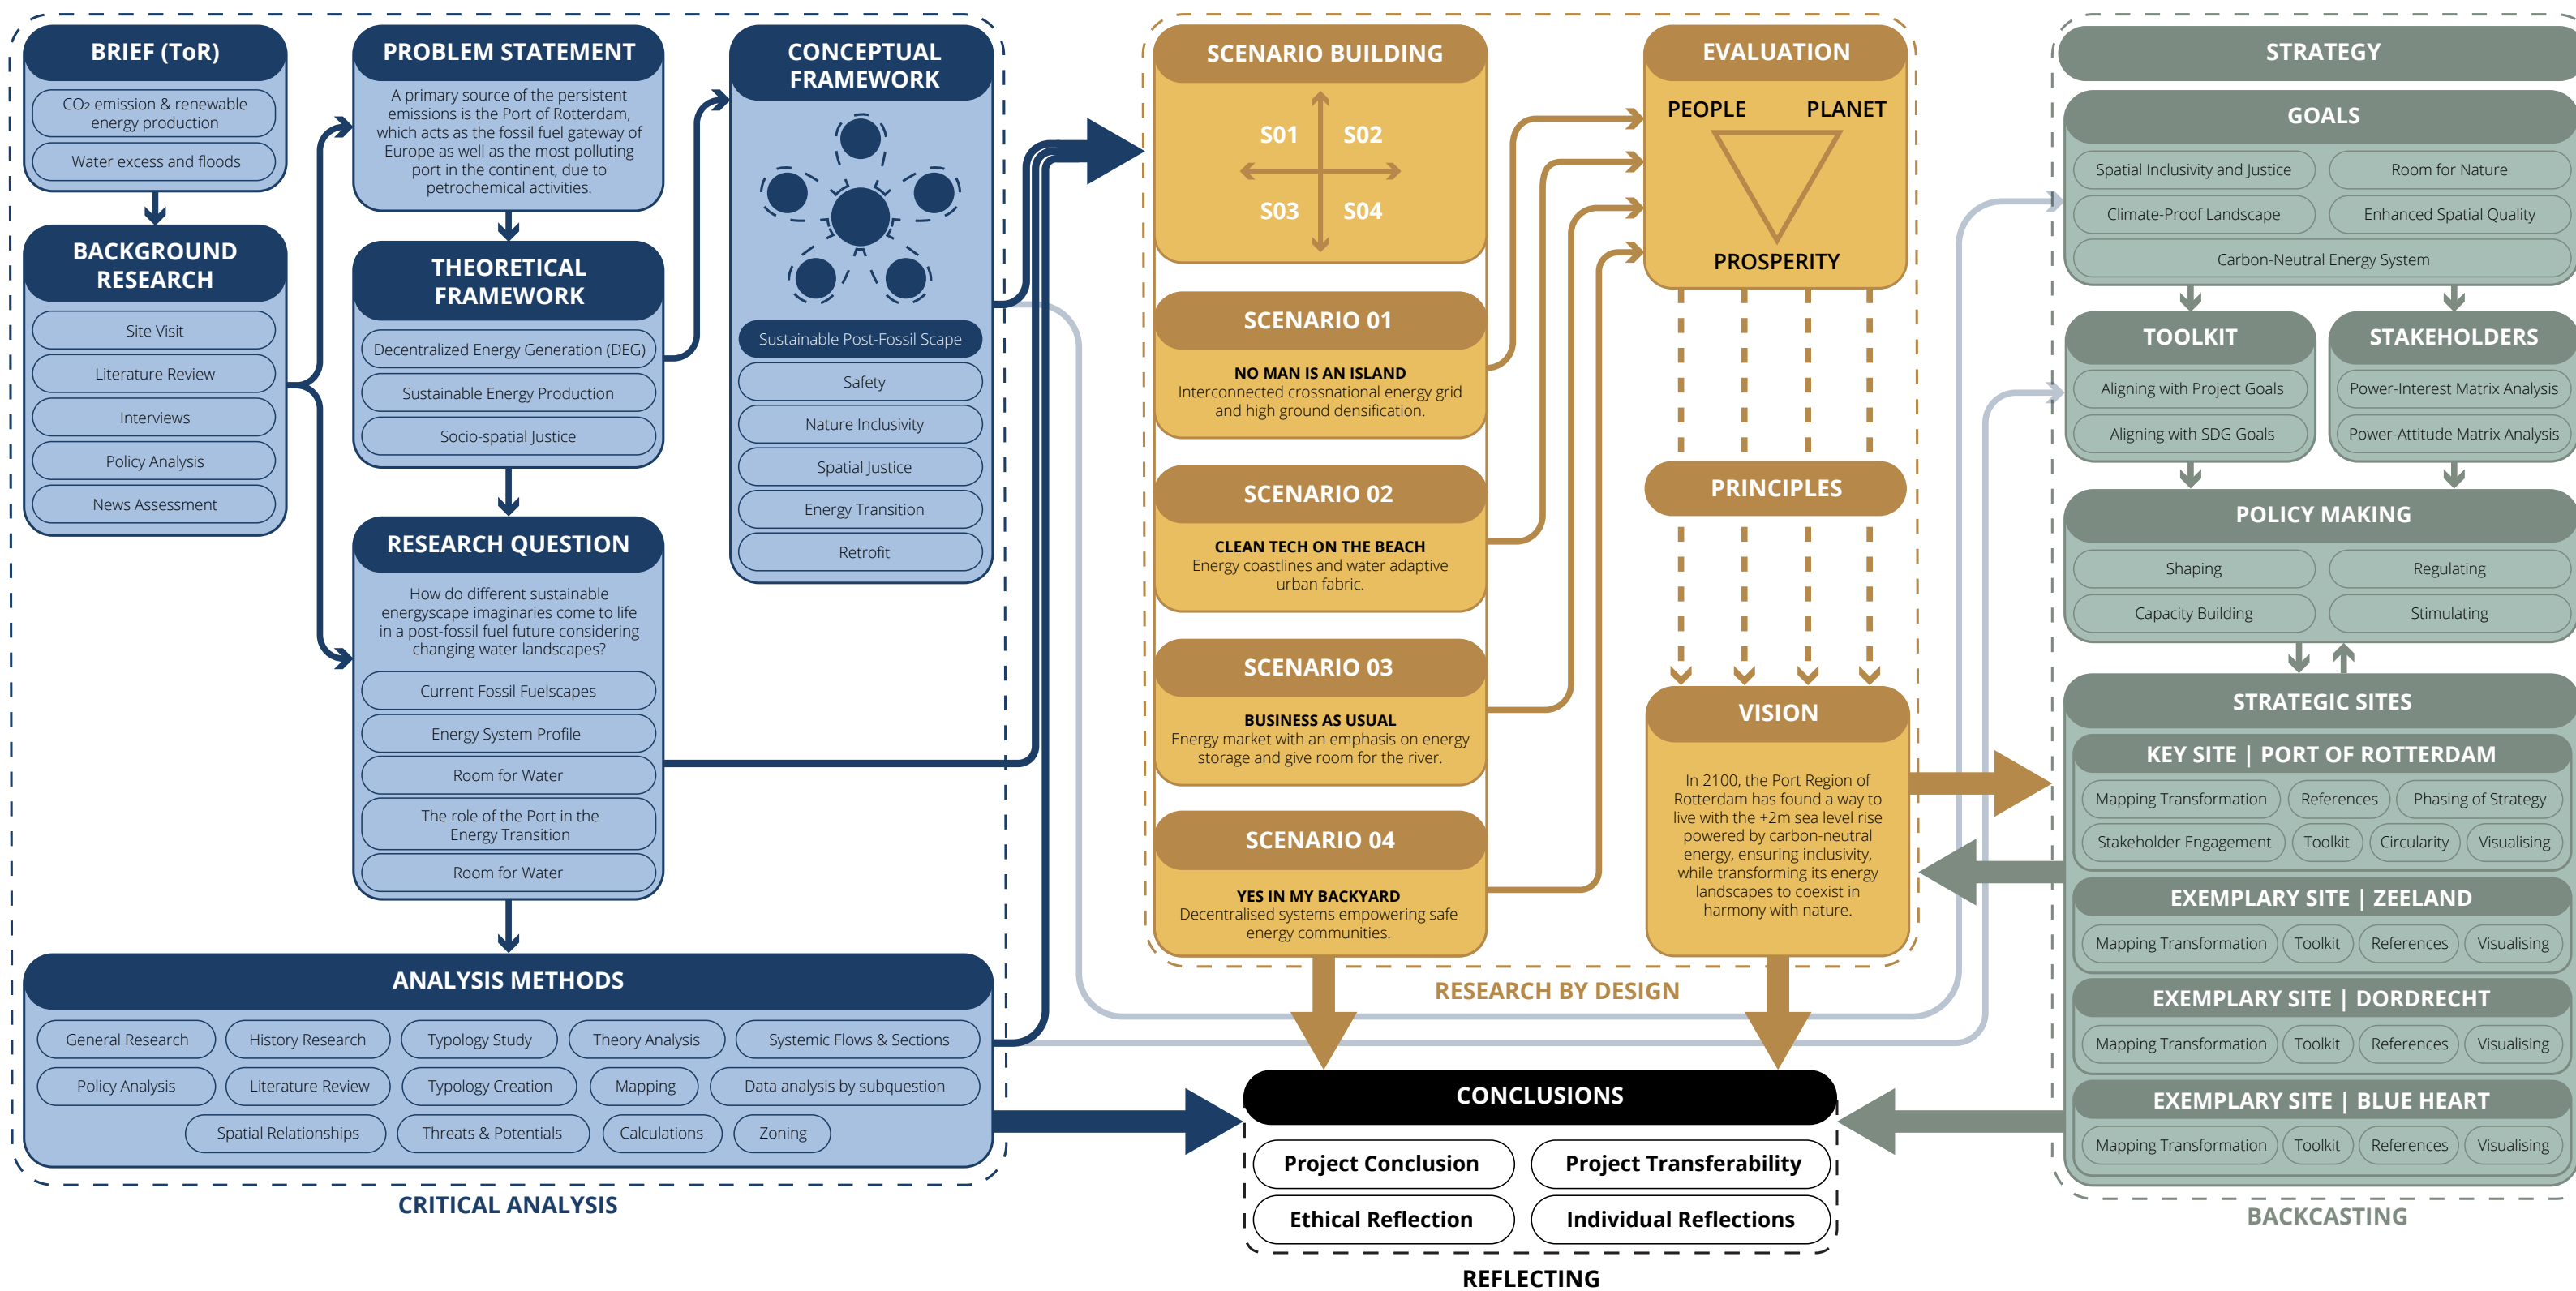 BRIEF (ToR)
CO₂ emission & renewable
energy production
Water excess and floods
BACKGROUND
RESEARCH
Site Visit
Literature Review
Interviews
Policy Analysis
News Assessment
PROBLEM STATEMENT
A primary source of the persistent
emissions is the Port of Rotterdam,
which acts as the fossil fuel gateway of
Europe as well as the most polluting
port in the continent, due to
petrochemical activities.
THEORETICAL
FRAMEWORK
Decentralized Energy Generation (DEG)
Sustainable Energy Production
Socio-spatial Justice
RESEARCH QUESTION
How do different sustainable
energyscape imaginaries come to life
in a post-fossil fuel future considering
changing water landscapes?
Current Fossil Fuelscapes
Energy System Profile
Room for Water
The role of the Port in the
Energy Transition
Room for Water
CONCEPTUAL
FRAMEWORK
Sustainable Post-Fossil Scape
Safety
Nature Inclusivity
Spatial Justice
Energy Transition
Retrofit
ANALYSIS METHODS
General Research
History Research
Typology Study
Theory Analysis
Systemic Flows & Sections
Policy Analysis
Literature Review
Typology Creation
Mapping
Data analysis by subquestion
Spatial Relationships
Threats & Potentials
Calculations
Zoning
CRITICAL ANALYSIS
SCENARIO BUILDING
S01 S02
S03 S04
SCENARIO 01
NO MAN IS AN ISLAND
Interconnected crossnational energy grid
and high ground densification.
SCENARIO 02
CLEAN TECH ON THE BEACH
Energy coastlines and water adaptive
urban fabric.
SCENARIO 03
BUSINESS AS USUAL
Energy market with an emphasis on energy
storage and give room for the river.
SCENARIO 04
YES IN MY BACKYARD
Decentralised systems empowering safe
energy communities.
EVALUATION
PEOPLE PLANET
PROSPERITY
PRINCIPLES
VISION
In 2100, the Port Region of
Rotterdam has found a way to
live with the +2m sea level rise
powered by carbon-neutral
energy, ensuring inclusivity,
while transforming its energy
landscapes to coexist in
harmony with nature.
RESEARCH BY DESIGN
CONCLUSIONS
Project Conclusion
Project Transferability
Ethical Reflection
Individual Reflections
REFLECTING
STRATEGY
GOALS
Spatial Inclusivity and Justice
Room for Nature
Climate-Proof Landscape
Enhanced Spatial Quality
Carbon-Neutral Energy System
TOOLKIT
Aligning with Project Goals
Aligning with SDG Goals
STAKEHOLDERS
Power-Interest Matrix Analysis
Power-Attitude Matrix Analysis
POLICY MAKING
Shaping
Regulating
Capacity Building
Stimulating
STRATEGIC SITES
KEY SITE | PORT OF ROTTERDAM
Mapping Transformation
References
Phasing of Strategy
Stakeholder Engagement
Toolkit
Circularity
Visualising
EXEMPLARY SITE | ZEELAND
Mapping Transformation
Toolkit
References
Visualising
EXEMPLARY SITE | DORDRECHT
Mapping Transformation
Toolkit
References
Visualising
EXEMPLARY SITE | BLUE HEART
Mapping Transformation
Toolkit
References
Visualising
BACKCASTING